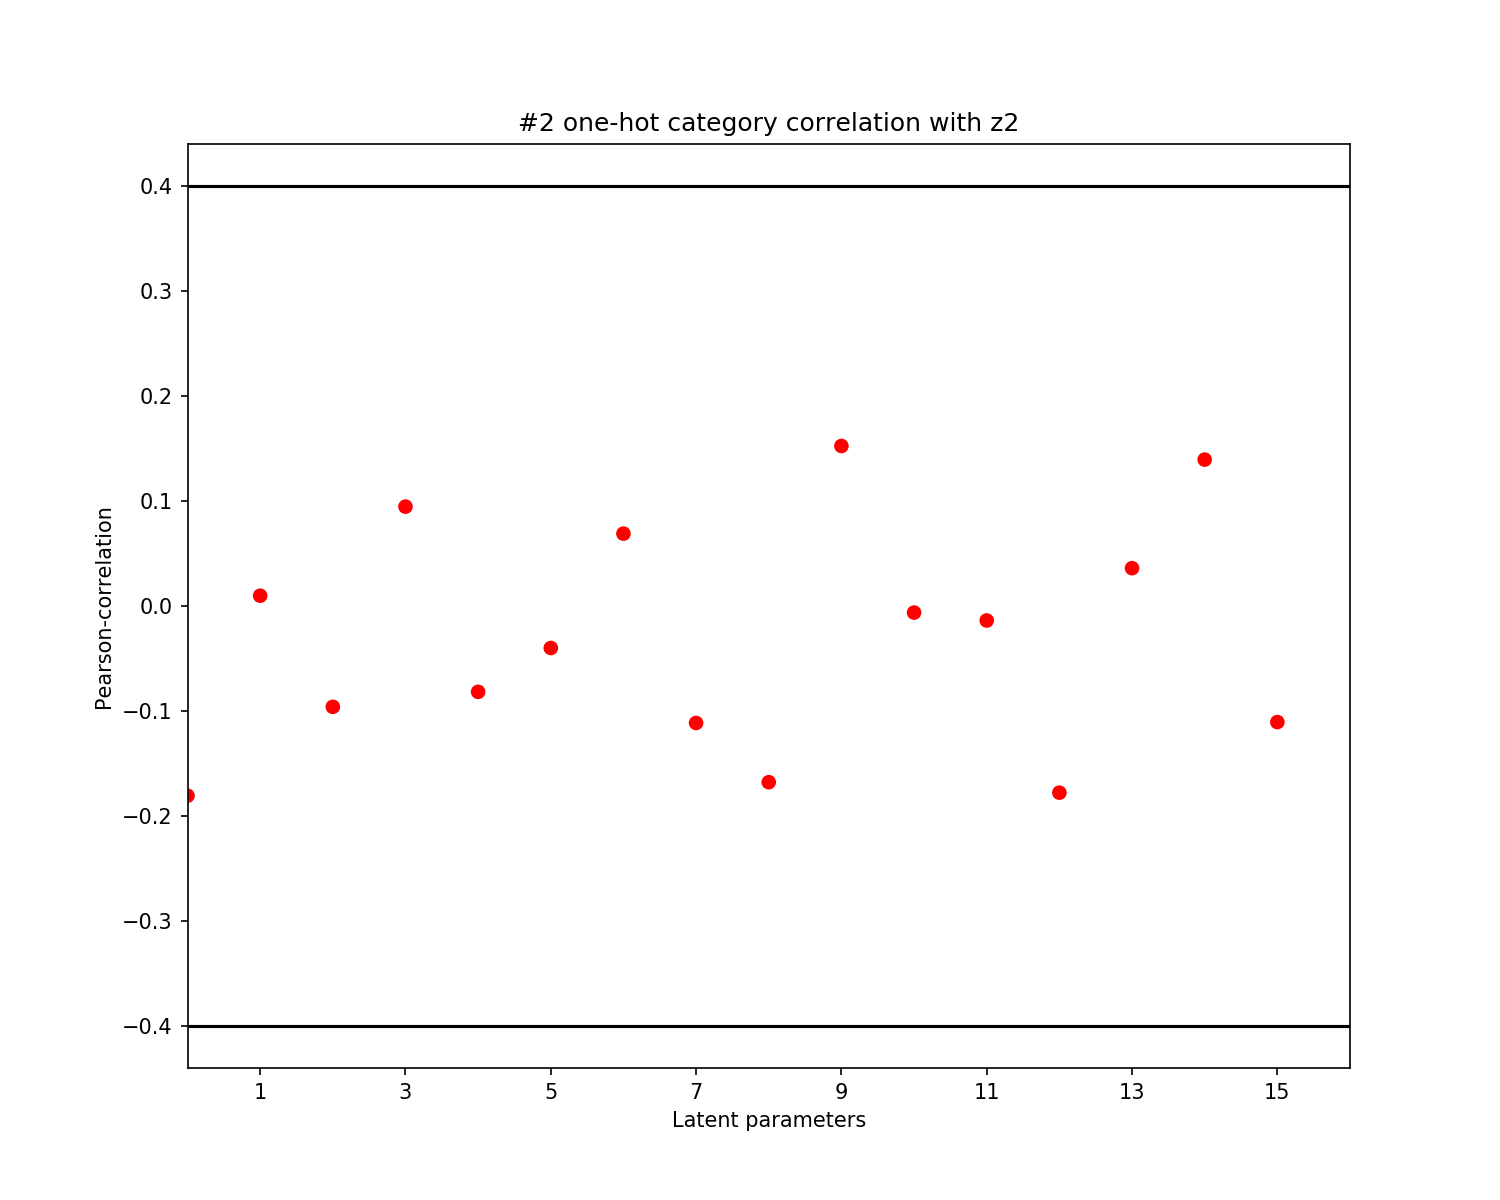 #2 one-hot category correlation with z2
0.4
0.3
0.2
0.1
0.0
−0.1
−0.2
−0.3
−0.4
Pearson-correlation
1 3 5 7 9 11 13 15
Latent parameters